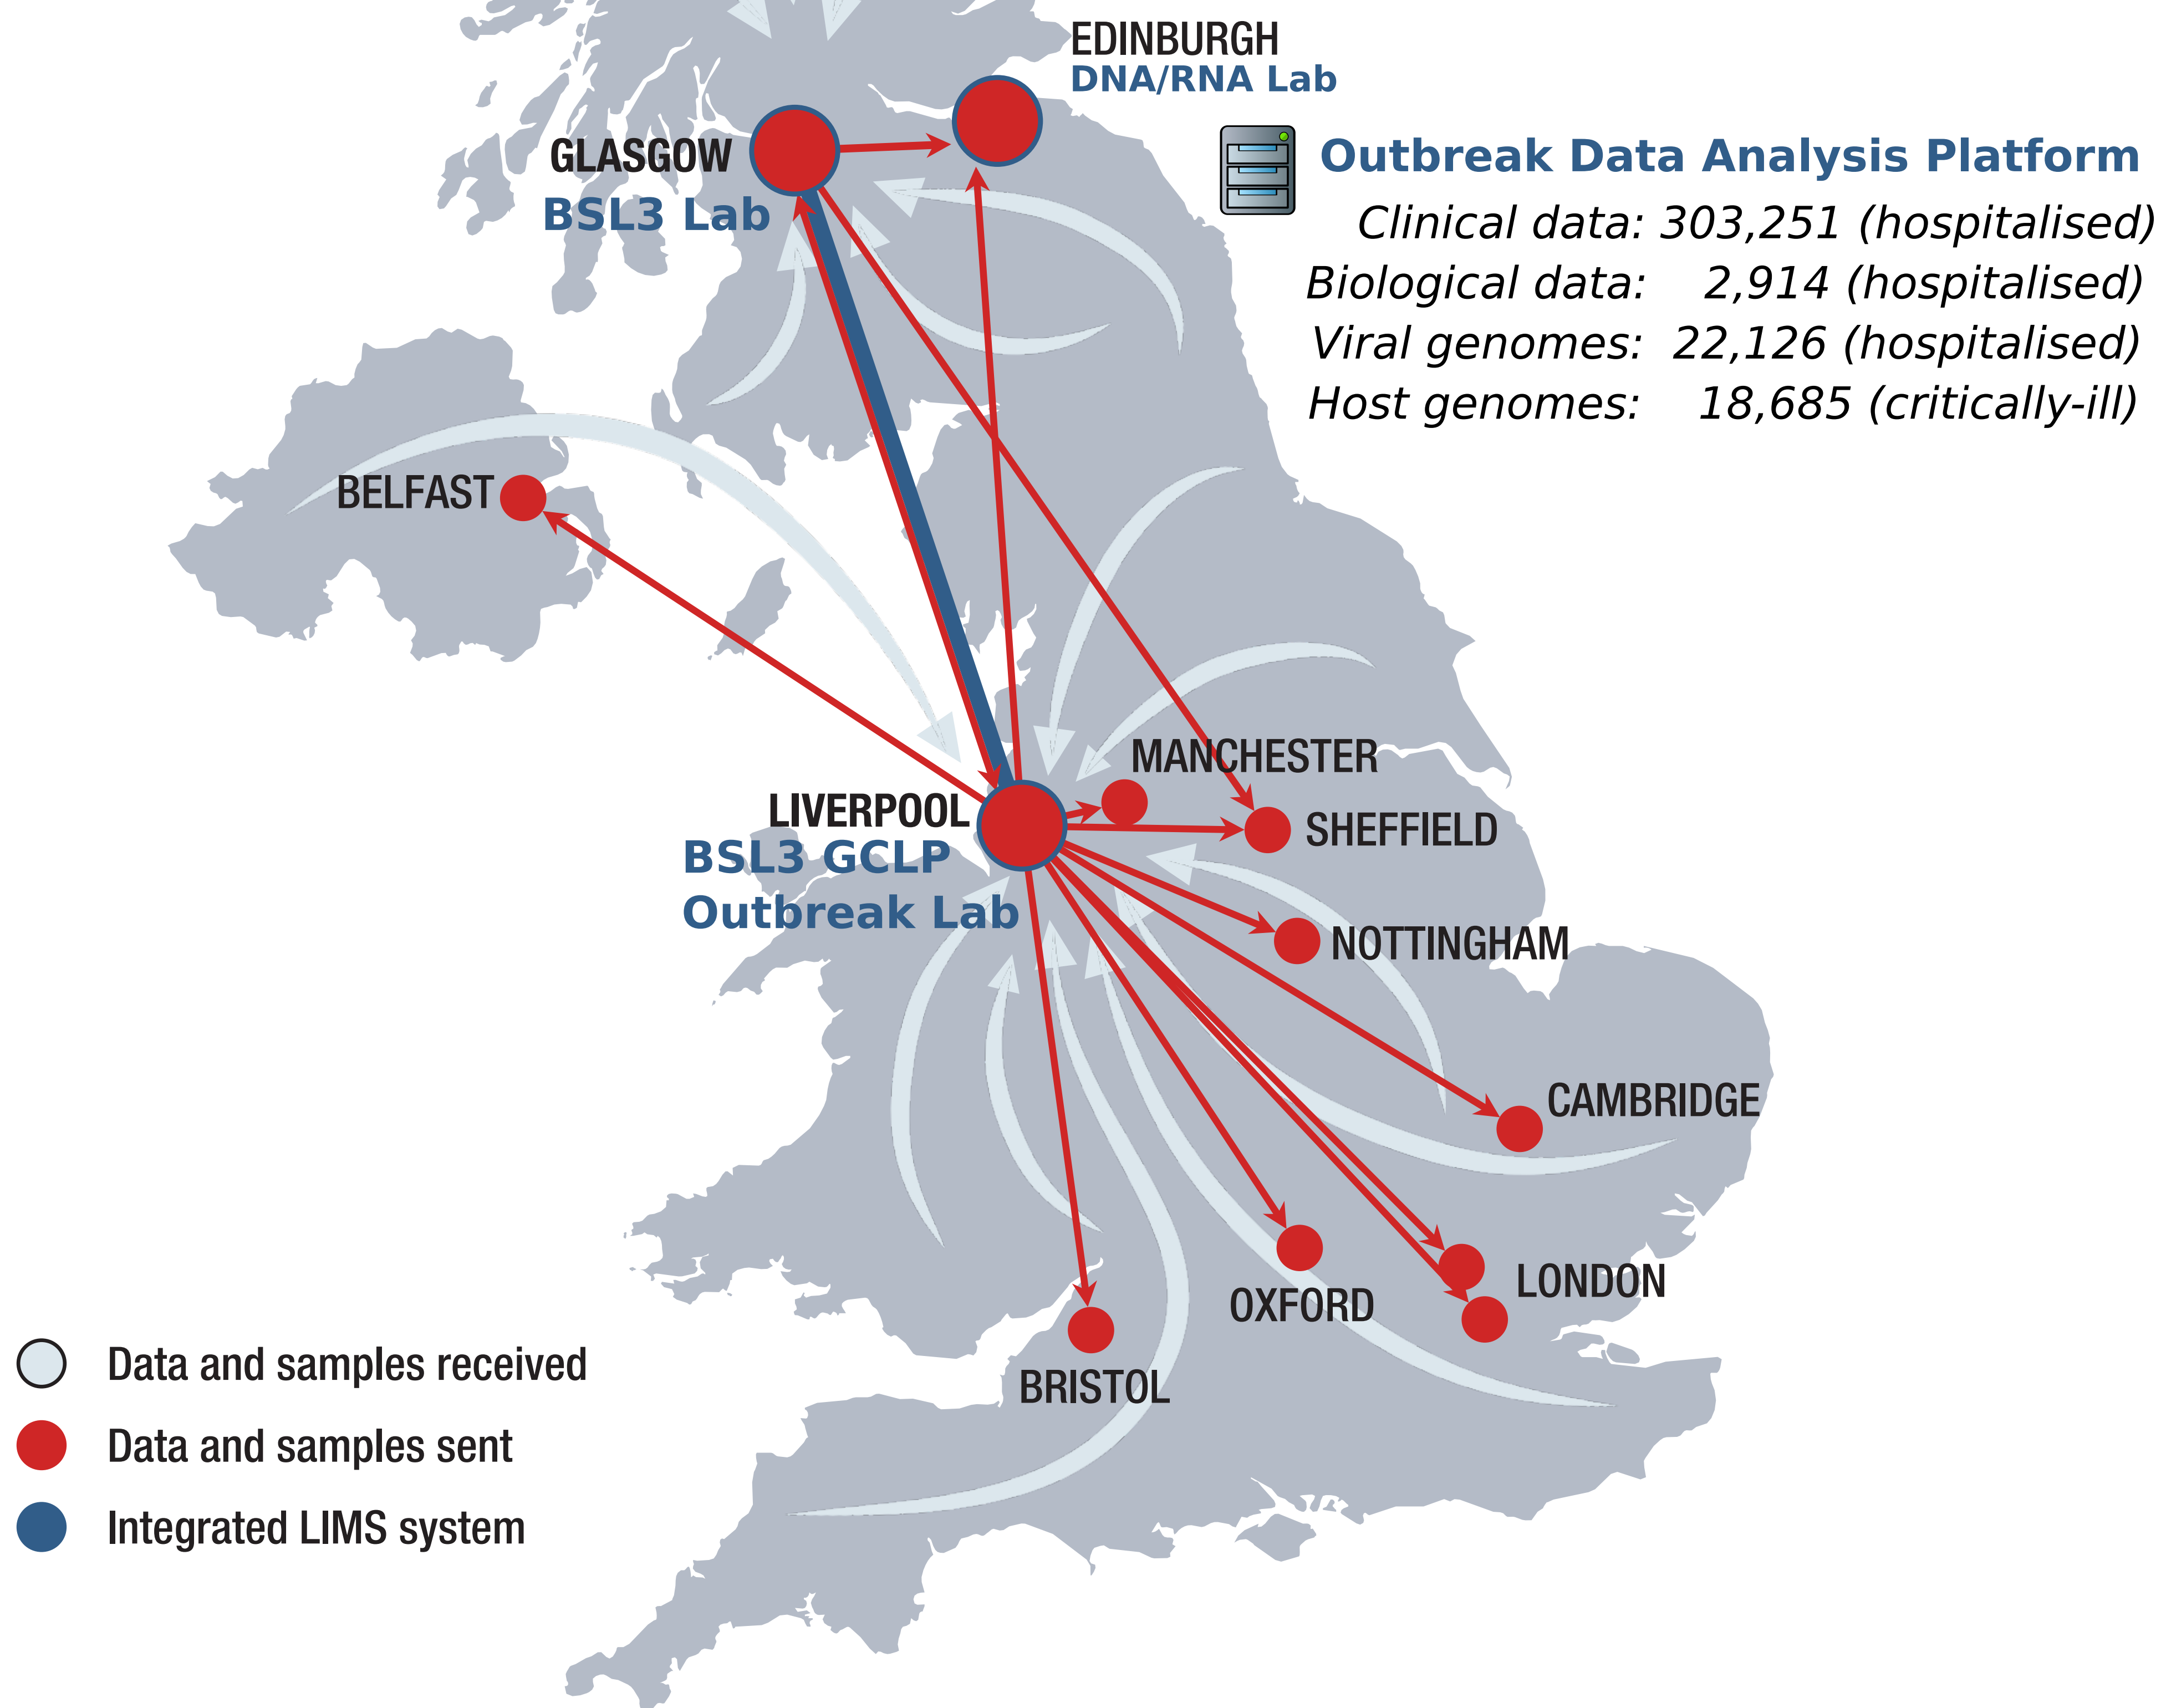 EDINBURGH
DNA/RNA Lab
GLASGOW
BSL3 Lab
Outbreak Data Analysis Platform
Clinical data: 303,251 (hospitalised)
Biological data: 2,914 (hospitalised)
Viral genomes: 22,126 (hospitalised)
Host genomes: 18,685 (critically-ill)
BELFAST
MANCHESTER
LIVERPOOL
BSL3 GCLP
Outbreak Lab
SHEFFIELD
NOTTINGHAM
CAMBRIDGE
LONDON
OXFORD
BRISTOL
Data and samples received
Data and samples sent
Integrated LIMS system